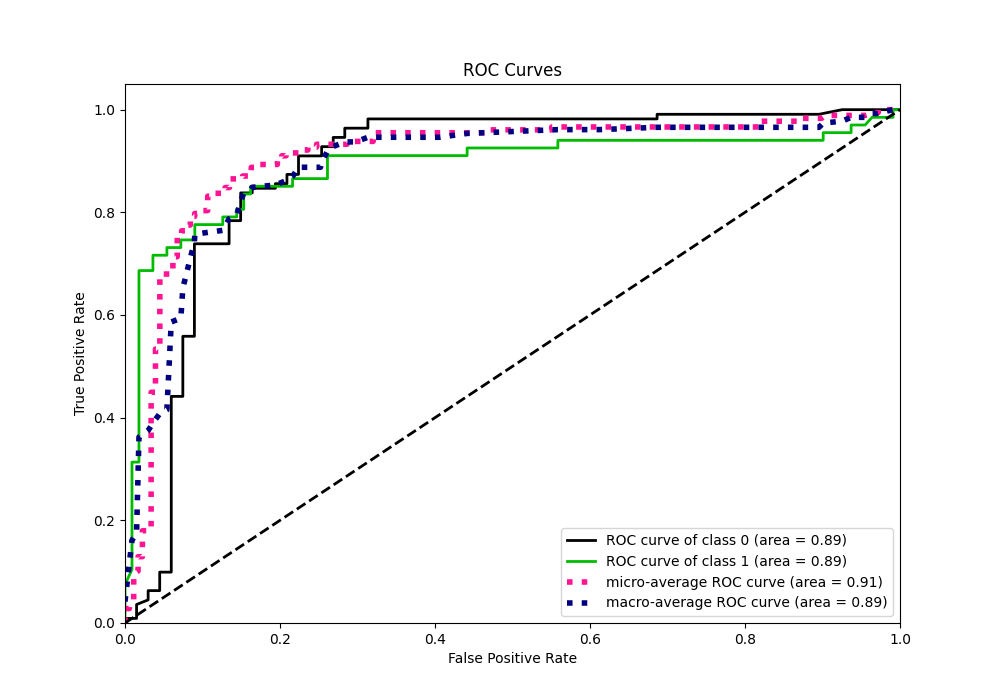 ROC Curves
True Positive Rate
1.0
0.8
0.6
0.4
0.2
0.0
ROC curve of class 0 (area = 0.89)
ROC curve of class 1 (area = 0.89)
micro-average ROC curve (area = 0.91)
macro-average ROC curve (area = 0.89)
0.0 0.2 0.4 0.6 0.8 1.0
False Positive Rate